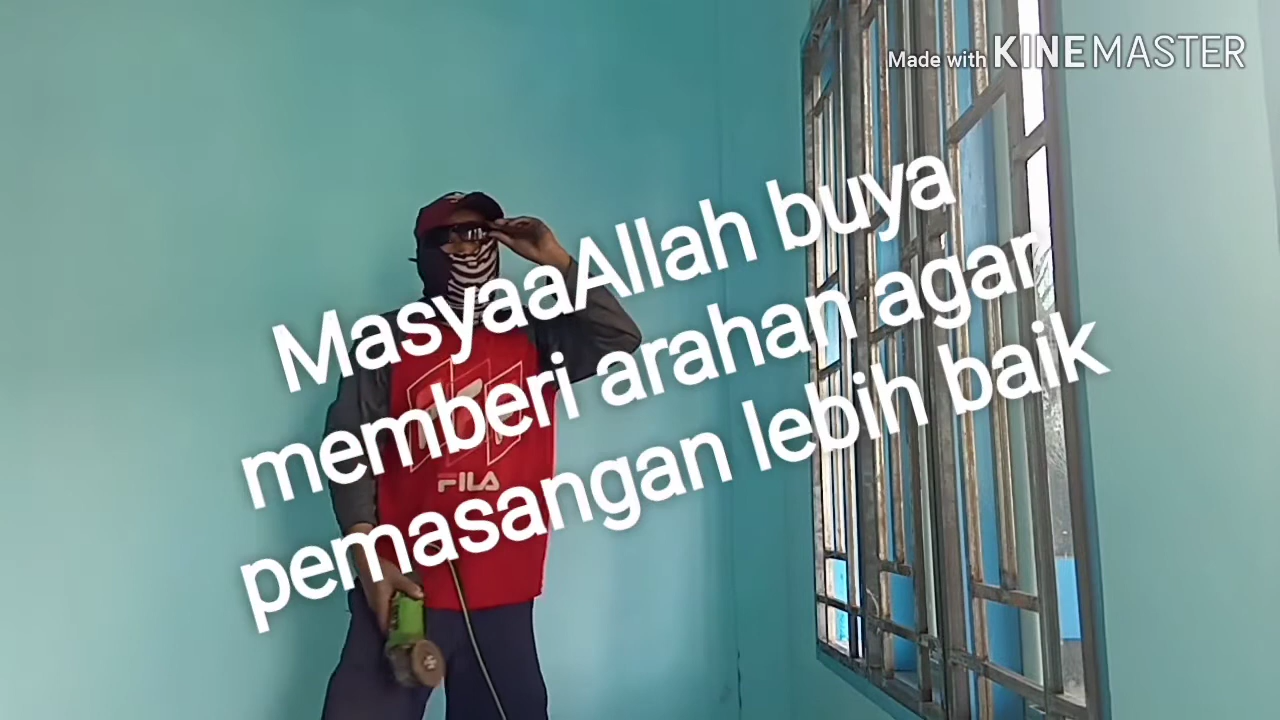 Made with KINEMASTER
MasyaaAllah buya
memberi arahan agar
pemasangan lebih baik
FILA